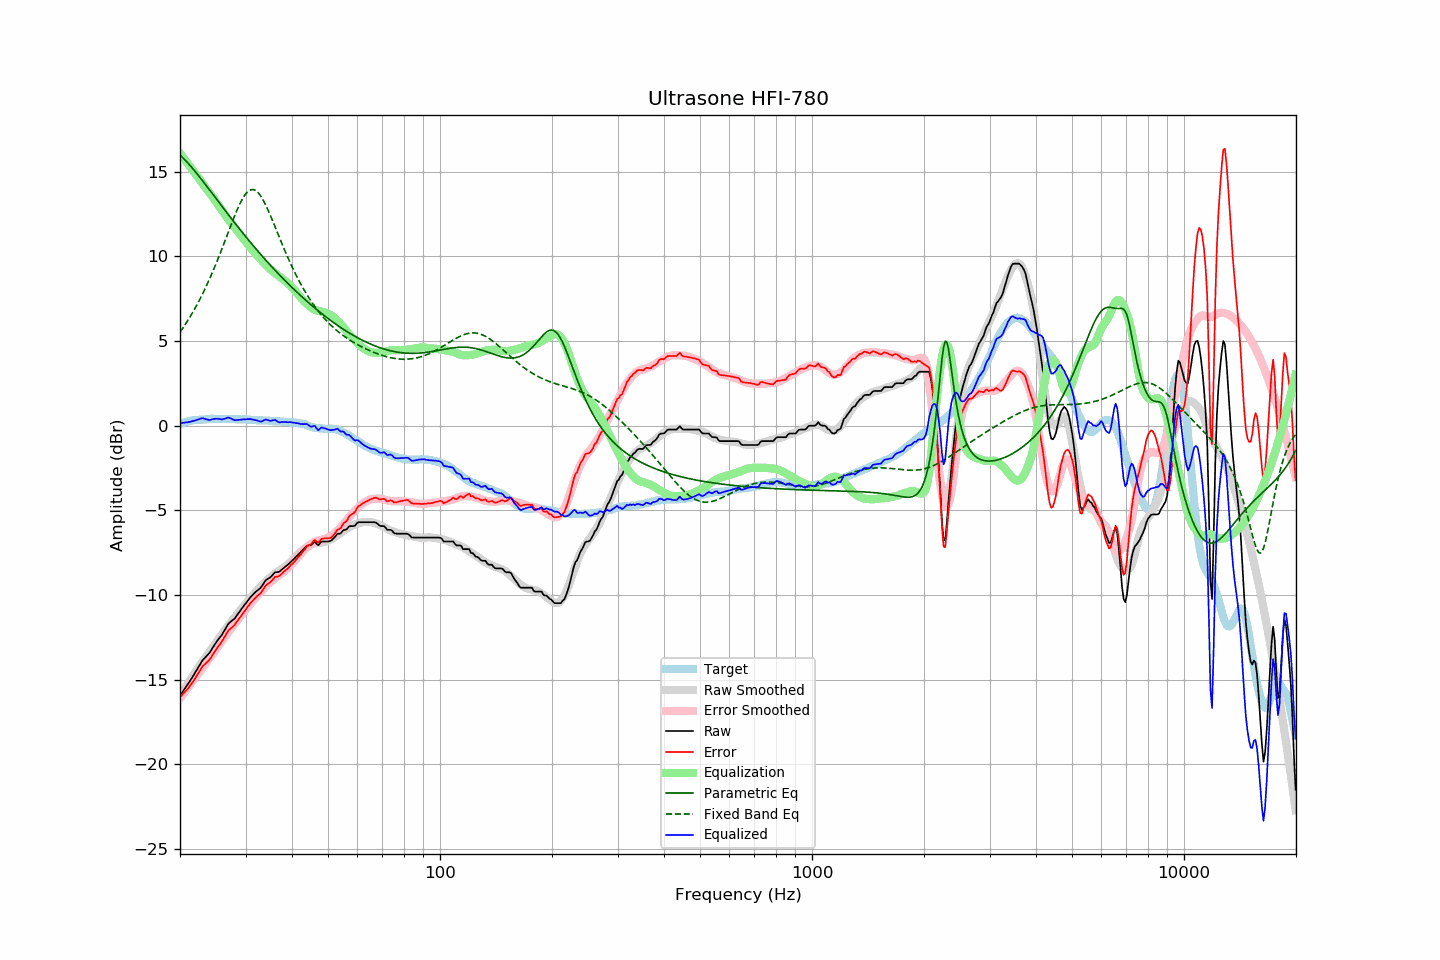 Ultrasone HFI-780
Amplitude (dBr)
15
10
5
0
−5
−10
−15
−20
−25
Target
Raw Smoothed
Error Smoothed
Raw
Error
Equalization
Parametric Eq
Fixed Band Eq
Equalized
100
1000
10000
Frequency (Hz)